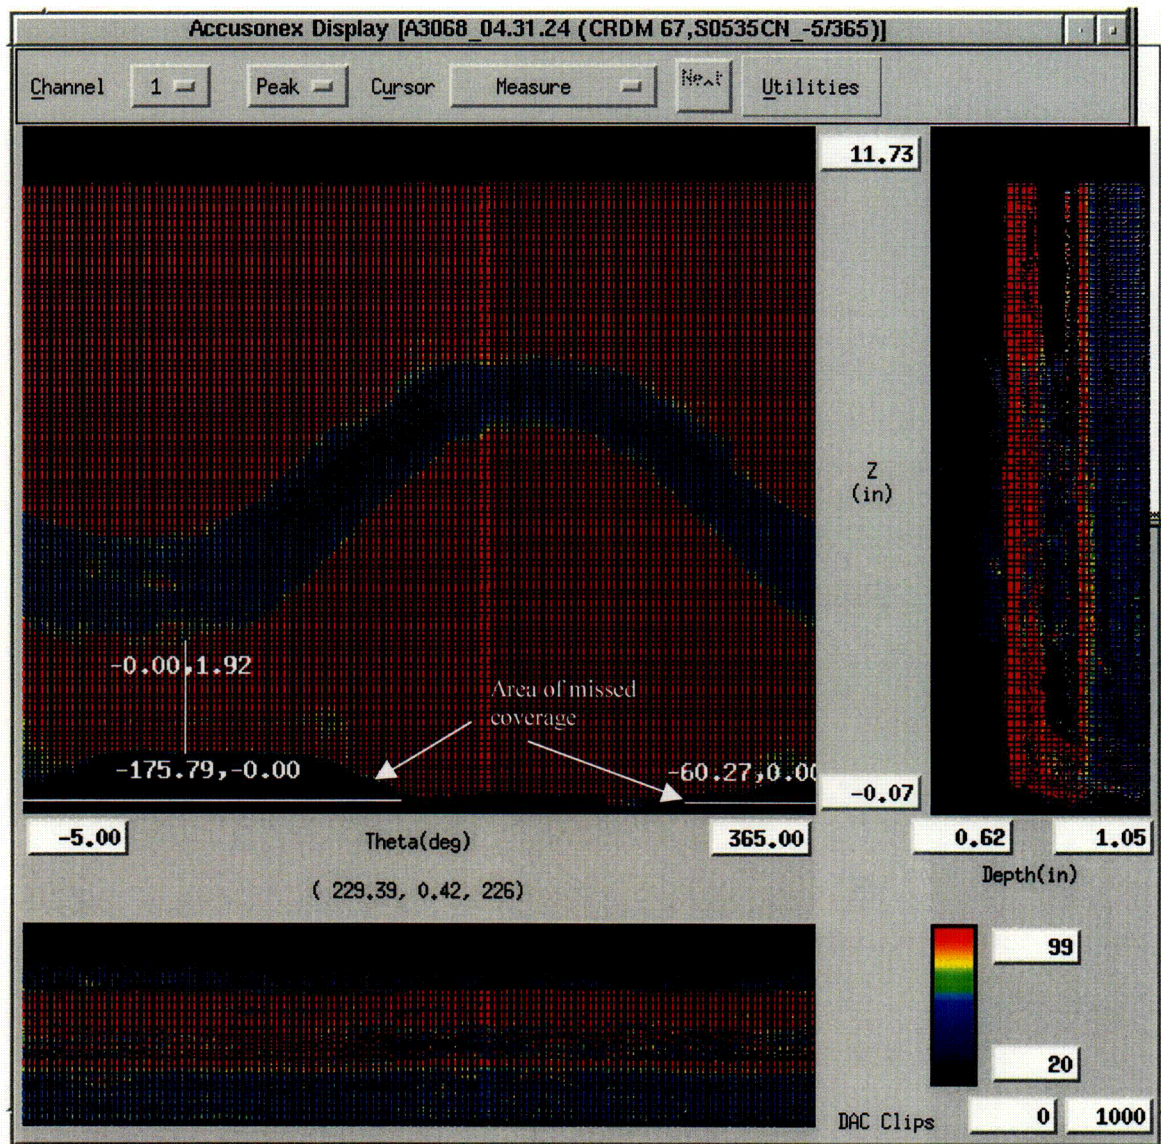 Accusonex Display [A3068_04.31.24 (CRDM 67,S0535CN_-5/365)]
Channel 1 Peak Cursor Measure Next Utilities
11.73
Z
(in)
-0.00,1.92
Area of missed
coverage
-175.79,-0.00
-60.27,0.00
-0.07
-5.00 Theta(deg) 365.00 0.62 1.05
Depth(in)
( 229.39, 0.42, 226)
99
20
DAC Clips 0 1000